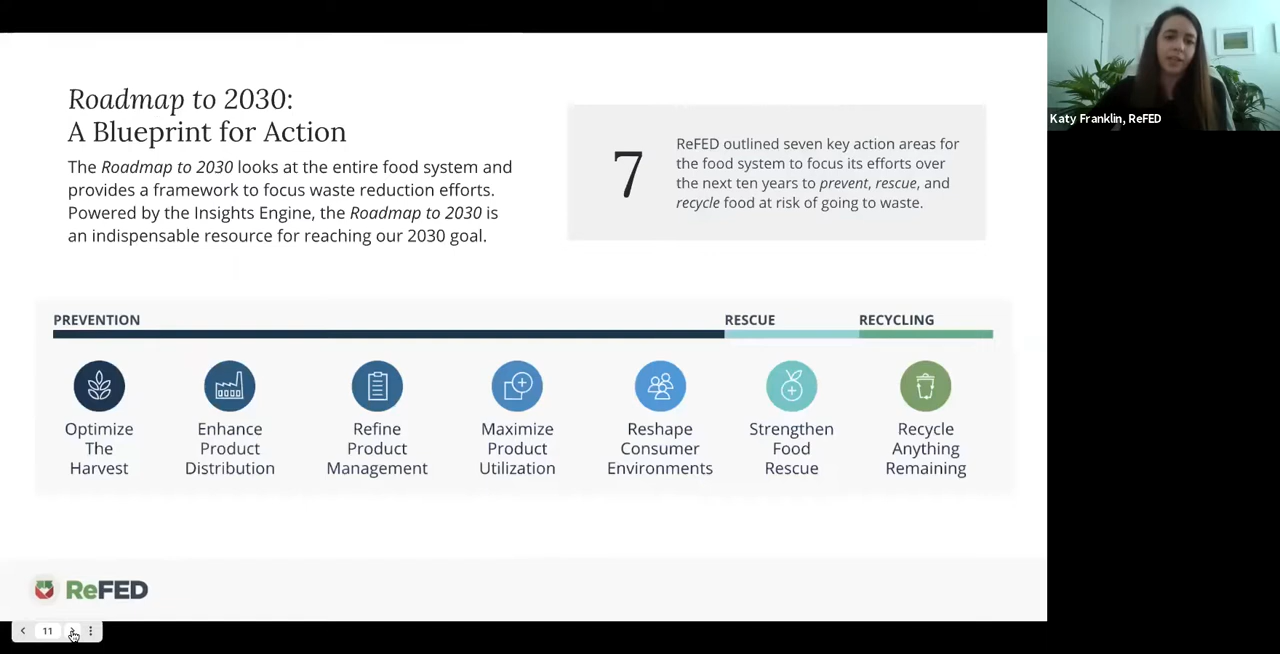 Roadmap to 2030:
A Blueprint for Action
The Roadmap to 2030 looks at the entire food system and
provides a framework to focus waste reduction efforts.
Powered by the Insights Engine, the Roadmap to 2030 is
an indispensable resource for reaching our 2030 goal.
7
ReFED outlined seven key action areas for
the food system to focus its efforts over
the next ten years to prevent, rescue, and
recycle food at risk of going to waste.
Katy Franklin, ReFED
PREVENTION
RESCUE
RECYCLING
Optimize
The
Harvest
Enhance
Product
Distribution
Refine
Product
Management
Maximize
Product
Utilization
Reshape
Consumer
Environments
Strengthen
Food
Rescue
Recycle
Anything
Remaining
ReFED
11